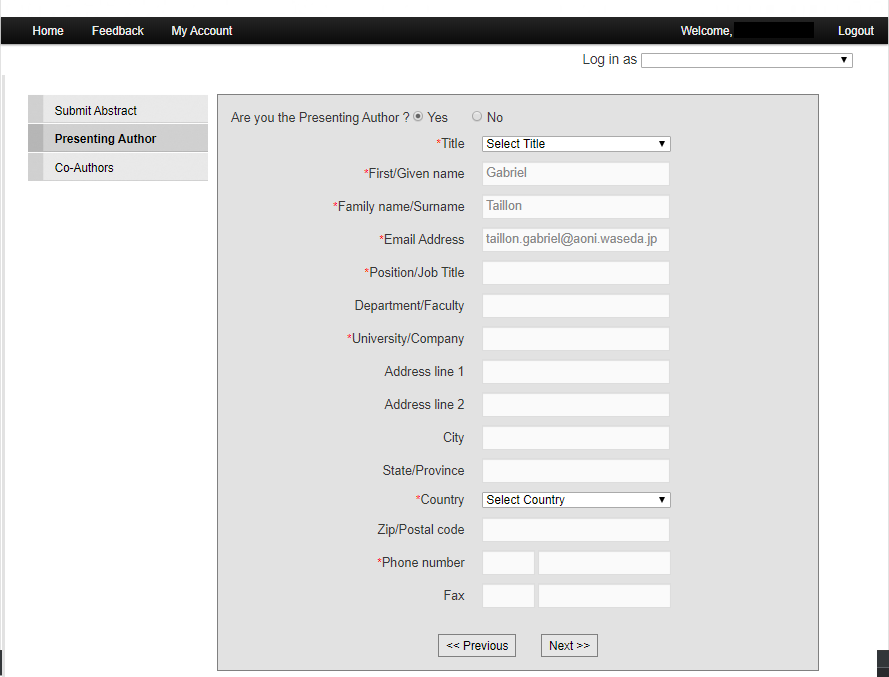 Home Feedback My Account Welcome, Logout
Log in as
Submit Abstract
Presenting Author
Co-Authors
Are you the Presenting Author ? Yes No
*Title Select Title
*First/Given name Gabriel
*Family name/Surname Taillon
*Email Address taillon.gabriel@aoni.waseda.jp
*Position/Job Title
Department/Faculty
*University/Company
Address line 1
Address line 2
City
State/Province
*Country Select Country
Zip/Postal code
*Phone number
Fax
<< Previous Next >>